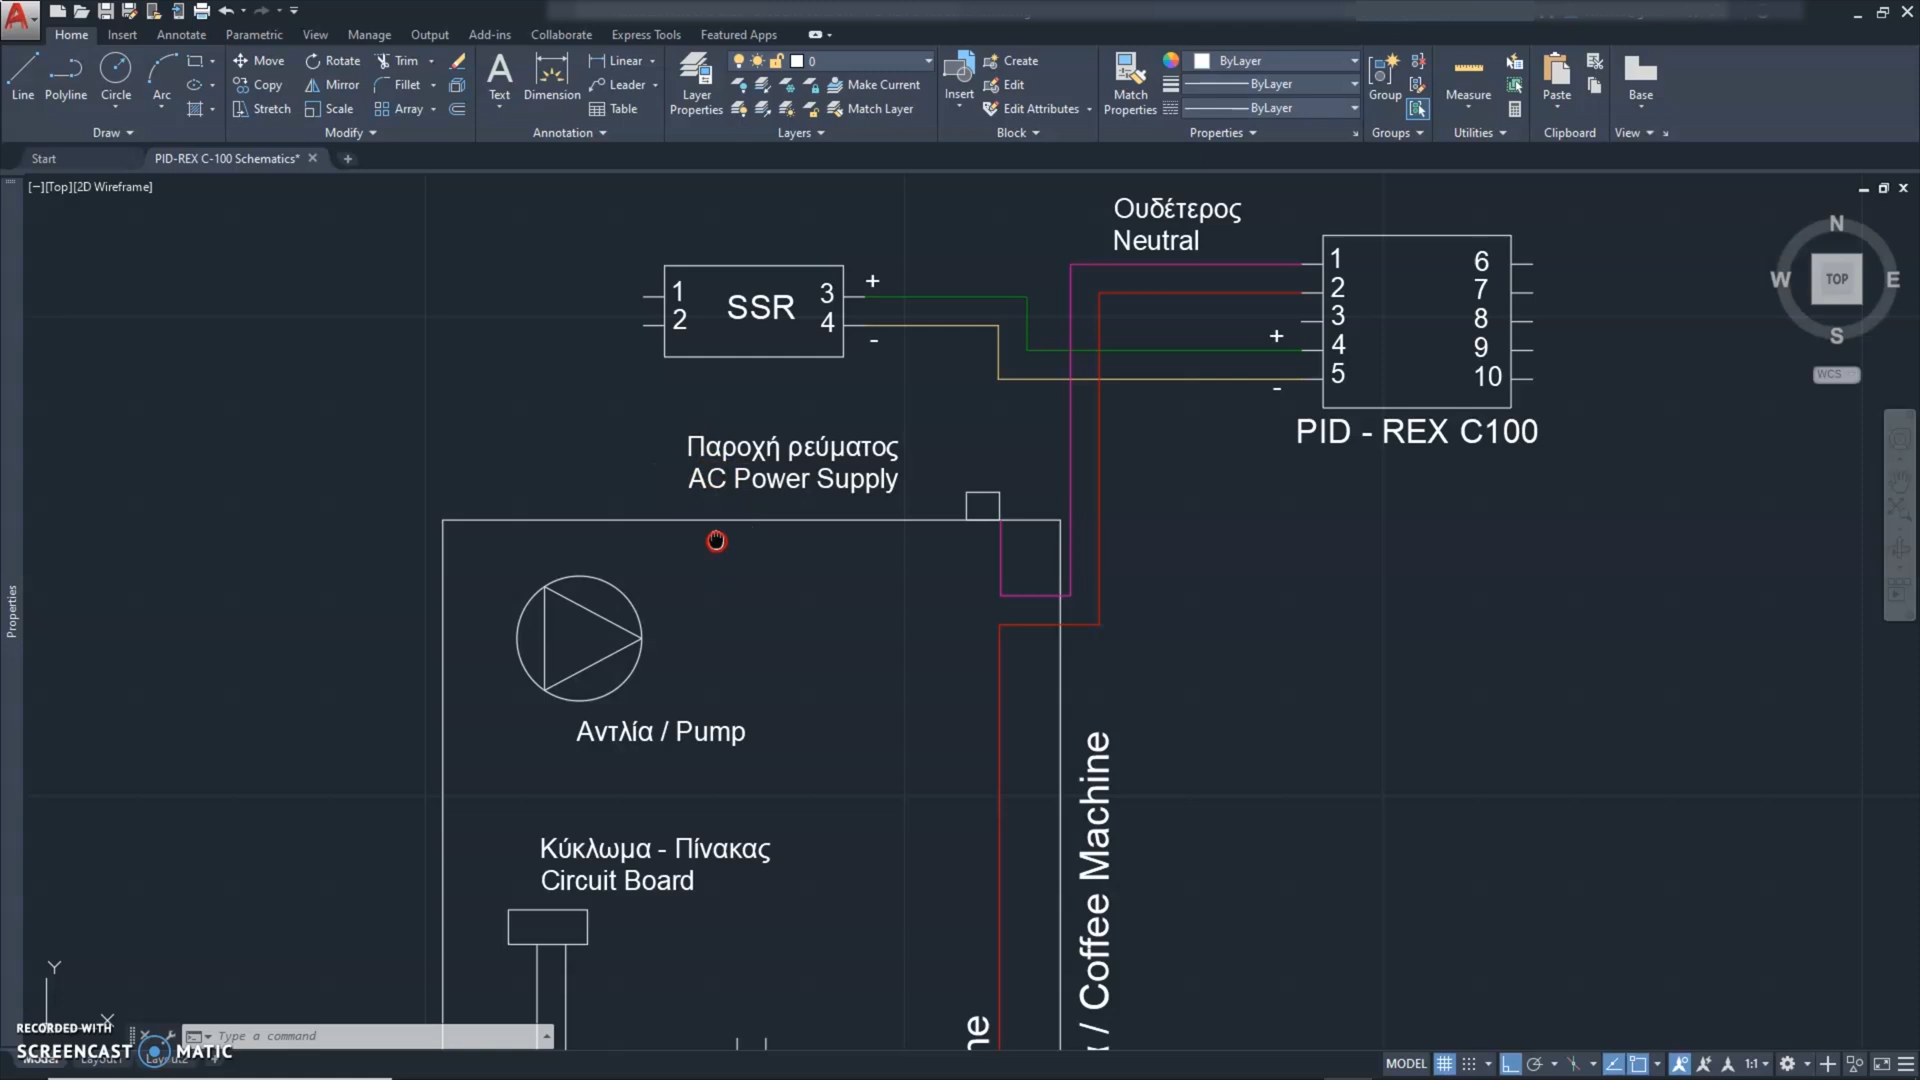 Home Insert Annotate Parametric View Manage Output Add-ins Collaborate Express Tools Featured Apps
Line Polyline Circle Arc
Move Rotate Trim
Copy Mirror Fillet
Stretch Scale Array
Text Dimension
Linear
Leader
Table
Layer Properties
0
Make Current
Match Layer
Insert
Create
Edit
Edit Attributes
Match Properties
ByLayer
ByLayer
ByLayer
Group
Measure
Paste
Base
Draw Modify Annotation Layers Block Properties Groups Utilities Clipboard View
Start PID-REX C-100 Schematics*
[−][Top][2D Wireframe]
Ουδέτερος
Neutral
1 SSR 3 +
2 4 -
1 6
2 7
3 8
+ 4 9
- 5 10
PID - REX C100
N
W TOP E
S
WCS
Παροχή ρεύματος
AC Power Supply
Αντλία / Pump
Κύκλωμα - Πίνακας
Circuit Board
/ Coffee Machine
Properties
Y
X
Type a command
RECORDED WITH
SCREENCAST MATIC
MODEL 1:1